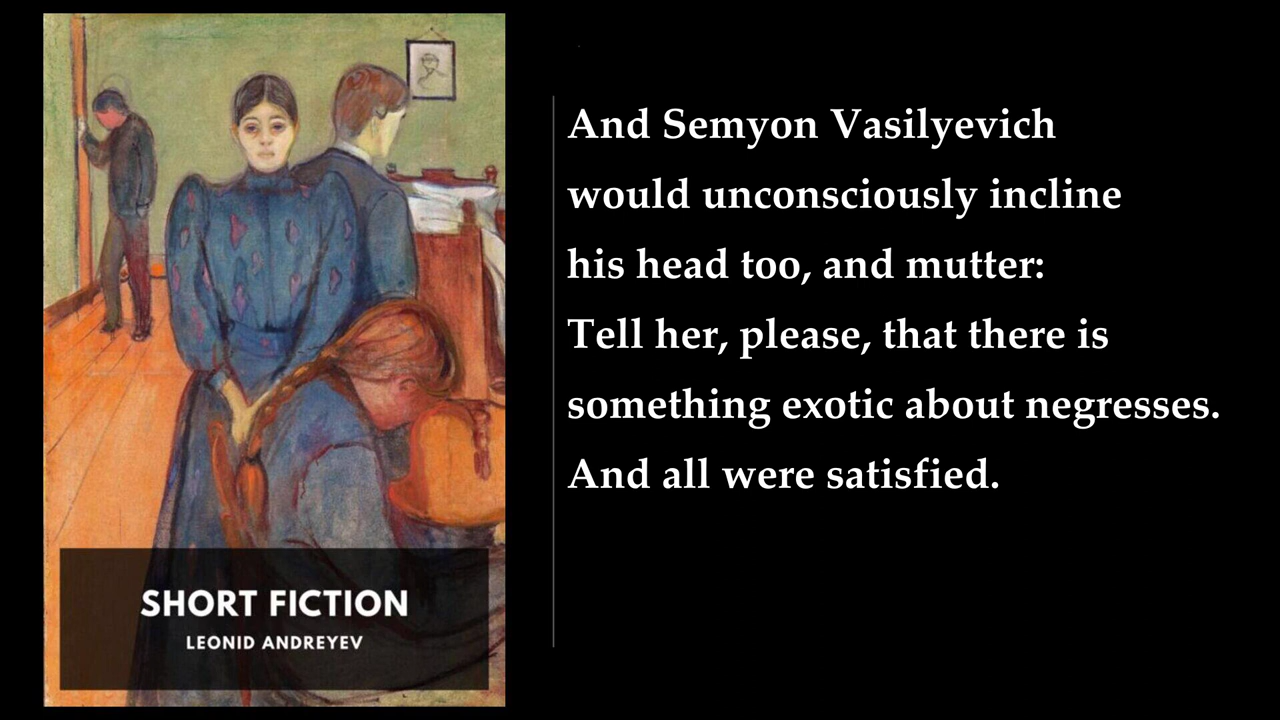 SHORT FICTION
LEONID ANDREYEV
And Semyon Vasilyevich
would unconsciously incline
his head too, and mutter:
Tell her, please, that there is
something exotic about negresses.
And all were satisfied.